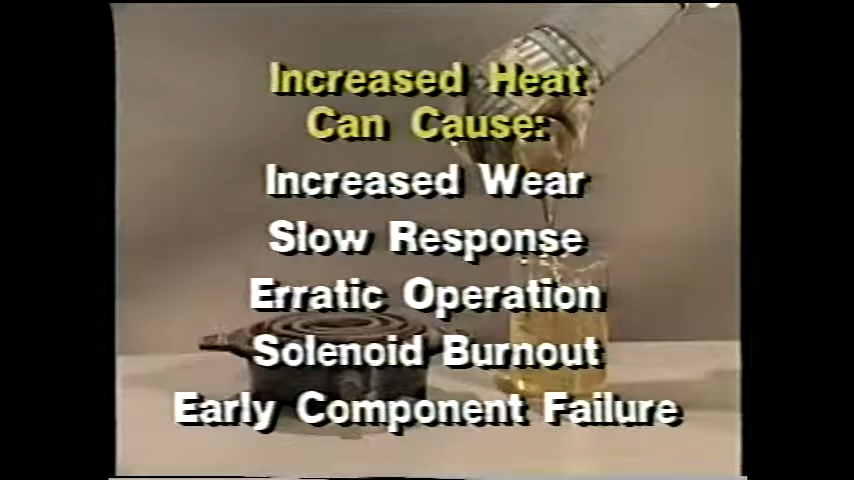 Increased Heat
Can Cause:
Increased Wear
Slow Response
Erratic Operation
Solenoid Burnout
Early Component Failure